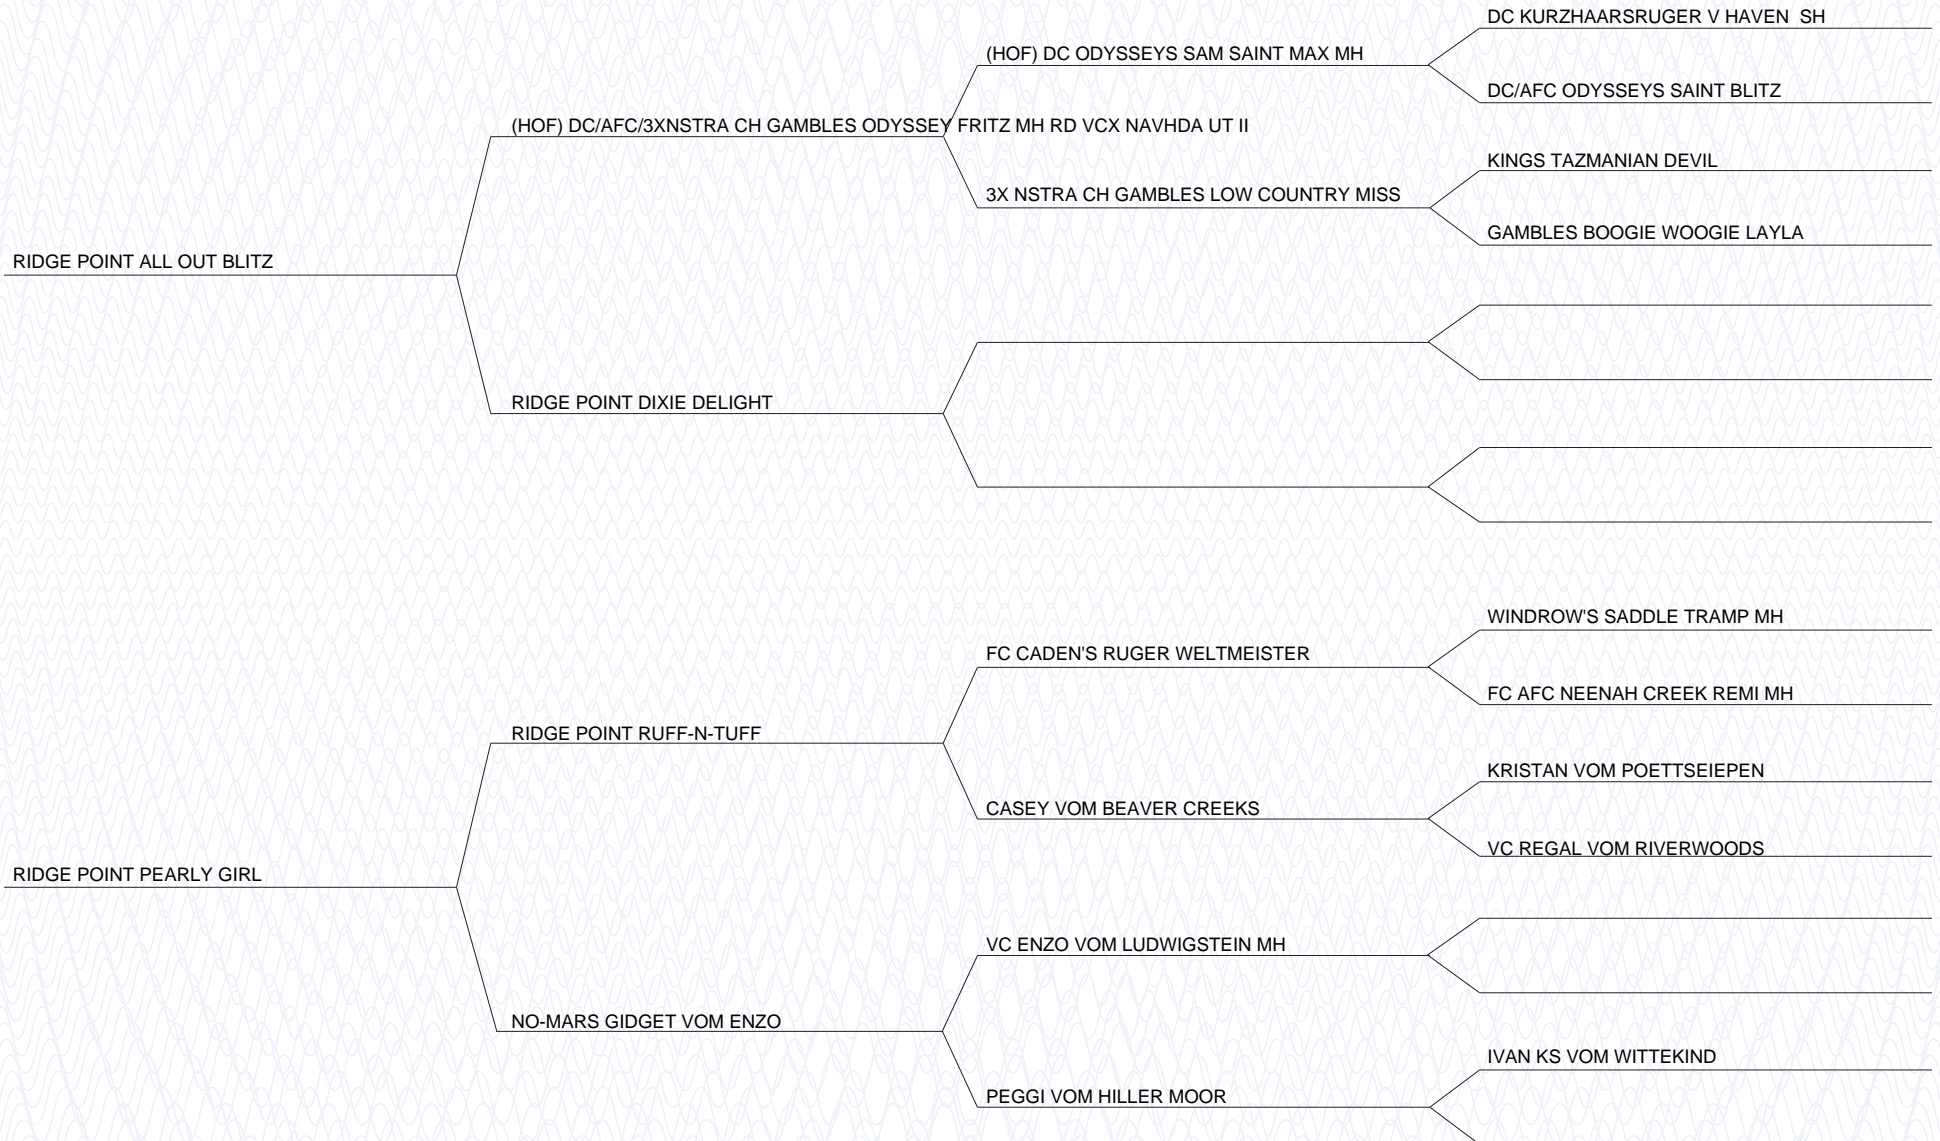 DC KURZHAARSRUGER V HAVEN  SH
(HOF) DC ODYSSEYS SAM SAINT MAX MH
DC/AFC ODYSSEYS SAINT BLITZ
(HOF) DC/AFC/3XNSTRA CH GAMBLES ODYSSEY FRITZ MH RD VCX NAVHDA UT II
KINGS TAZMANIAN DEVIL
3X NSTRA CH GAMBLES LOW COUNTRY MISS
GAMBLES BOOGIE WOOGIE LAYLA
RIDGE POINT ALL OUT BLITZ
RIDGE POINT DIXIE DELIGHT
WINDROW'S SADDLE TRAMP MH
FC CADEN'S RUGER WELTMEISTER
FC AFC NEENAH CREEK REMI MH
RIDGE POINT RUFF-N-TUFF
KRISTAN VOM POETTSEIEPEN
CASEY VOM BEAVER CREEKS
VC REGAL VOM RIVERWOODS
RIDGE POINT PEARLY GIRL
VC ENZO VOM LUDWIGSTEIN MH
NO-MARS GIDGET VOM ENZO
IVAN KS VOM WITTEKIND
PEGGI VOM HILLER MOOR